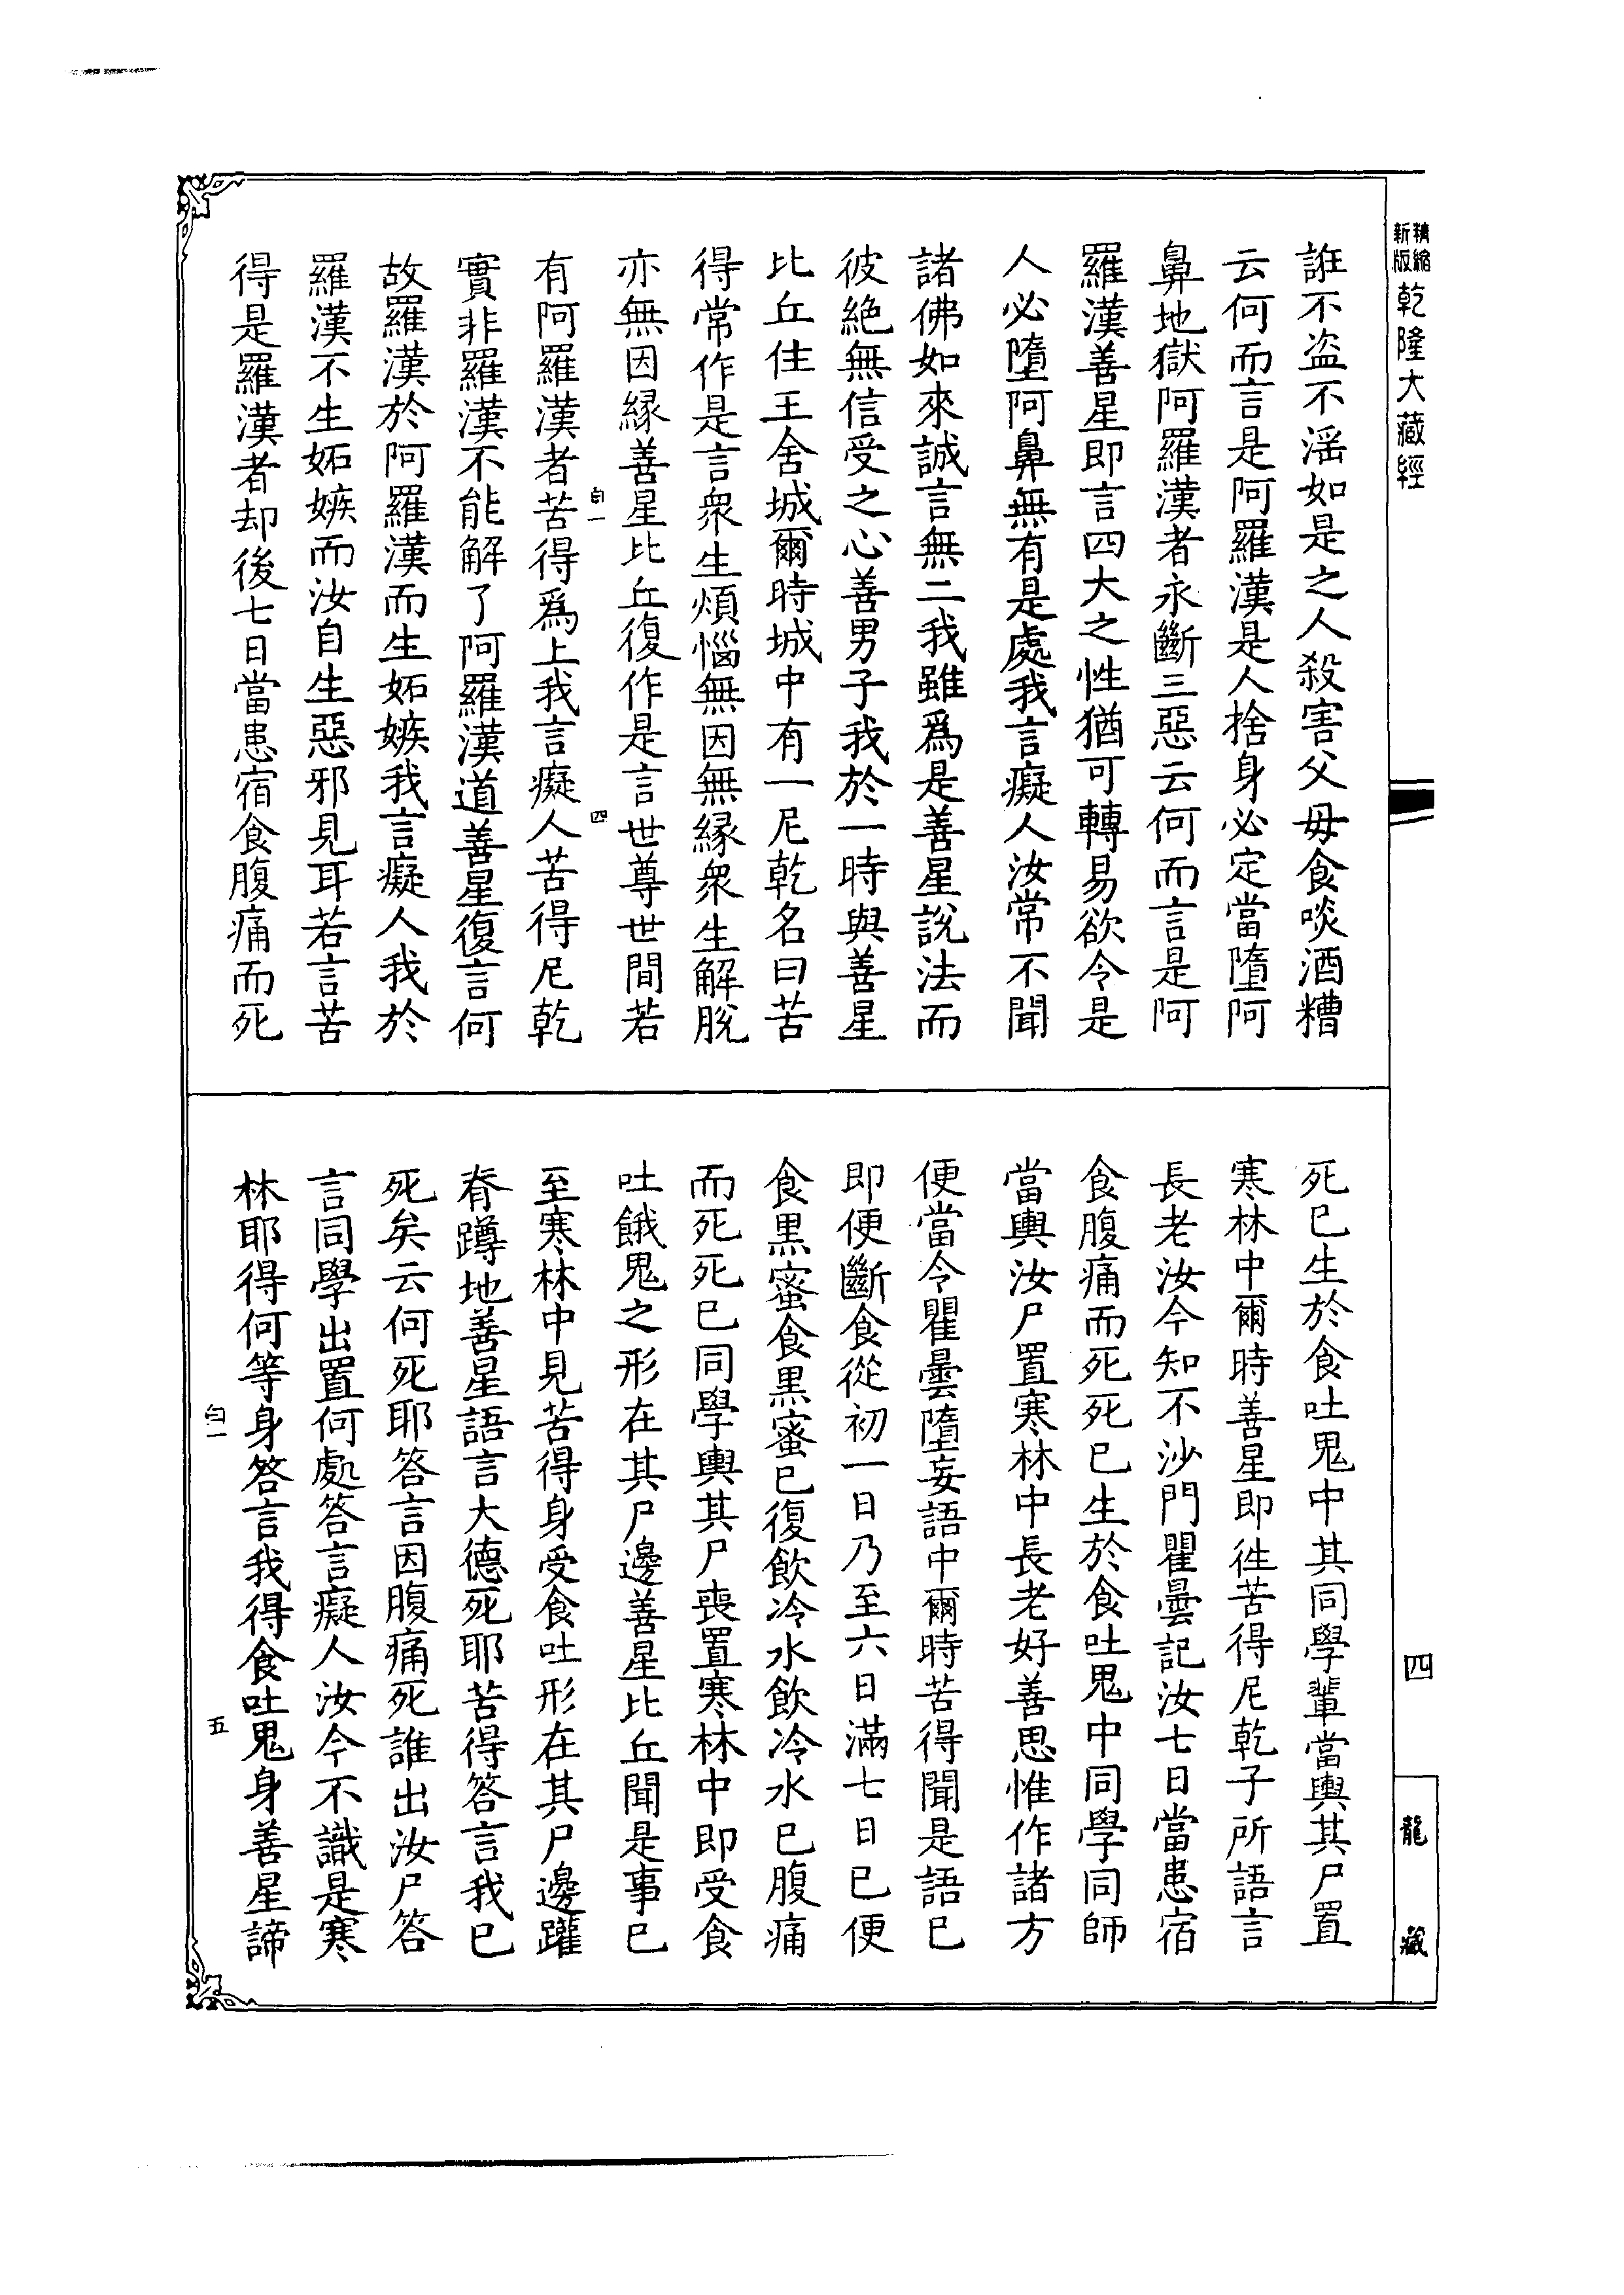 精縮新版乾隆大藏經
誑不盗不淫如是之人殺害父母食啖酒糟
云何而言是阿羅漢是人捨身必定當墮阿
鼻地獄阿羅漢者永斷三惡云何而言是阿
羅漢善星即言四大之性猶可轉易欲令是
人必墮阿鼻無有是處我言癡人汝常不聞
諸佛如來誠言無二我雖爲是善星說法而
彼絶無信受之心善男子我於一時與善星
比丘住王舍城爾時城中有一尼乾名曰苦
得常作是言衆生煩惱無因無緣衆生解脫
亦無因緣善星比丘復作是言世尊世間若
白一 四
有阿羅漢者苦得爲上我言癡人苦得尼乾
實非羅漢不能解了阿羅漢道善星復言何
故羅漢於阿羅漢而生妬嫉我言癡人我於
羅漢不生妬嫉而汝自生惡邪見耳若言苦
得是羅漢者却後七日當患宿食腹痛而死
死已生於食吐鬼中其同學輩當輿其尸置
寒林中爾時善星即往苦得尼乾子所語言
長老汝今知不沙門瞿曇記汝七日當患宿
食腹痛而死死已生於食吐鬼中同學同師
當輿汝尸置寒林中長老好善思惟作諸方
便當令瞿曇墮妄語中爾時苦得聞是語已
即便斷食從初一日乃至六日滿七日已便
食黑蜜食黑蜜已復飲冷水飲冷水已腹痛
而死死已同學輿其尸喪置寒林中即受食
吐餓鬼之形在其尸邊善星比丘聞是事已
至寒林中見苦得身受食吐形在其尸邊躨
脊蹲地善星語言大德死耶苦得答言我已
死矣云何死耶答言因腹痛死誰出汝尸答
言同學出置何處答言癡人汝今不識是寒
林耶得何等身答言我得食吐鬼身善星諦
白一 五
四
龍藏